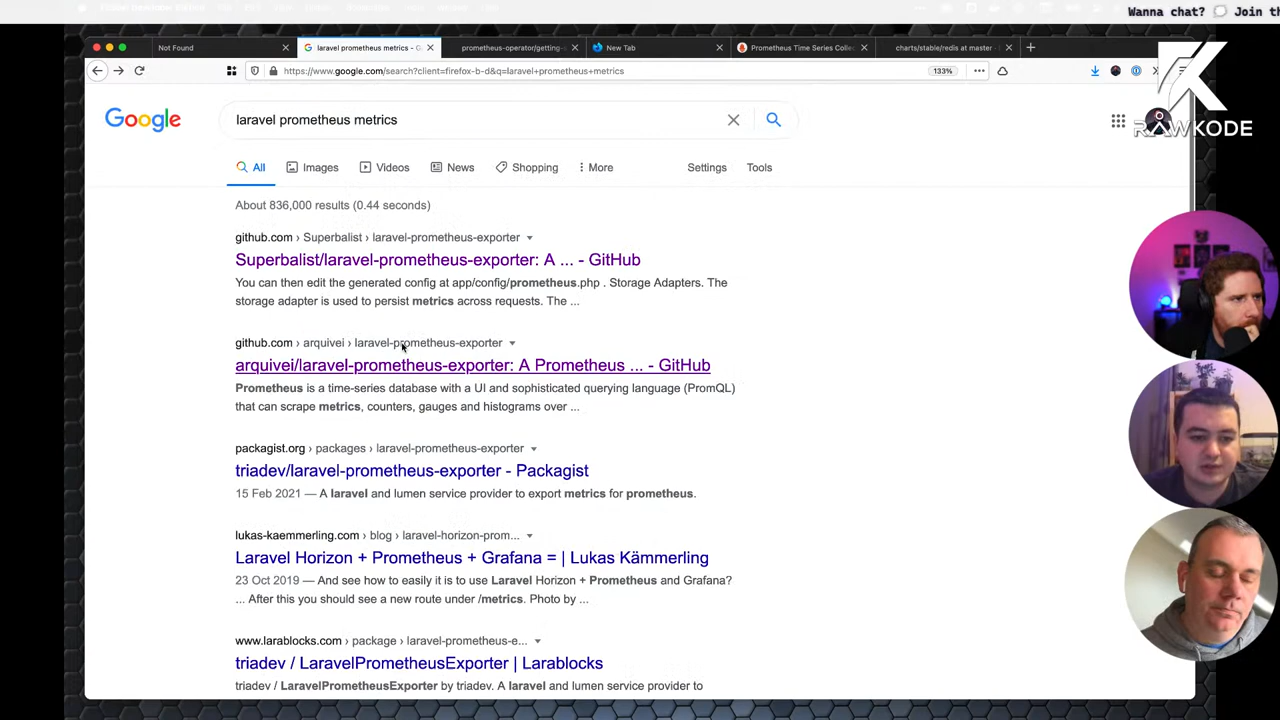 Wanna chat? Join th
Not Found
laravel prometheus metrics - G
prometheus-operator/getting-s
New Tab
Prometheus Time Series Collec
charts/stable/redis at master ·
https://www.google.com/search?client=firefox-b-d&q=laravel+prometheus+metrics
133%
RAWKODE
Google
laravel prometheus metrics
All
Images
Videos
News
Shopping
More
Settings
Tools
About 836,000 results (0.44 seconds)
github.com › Superbalist › laravel-prometheus-exporter
Superbalist/laravel-prometheus-exporter: A ... - GitHub
You can then edit the generated config at app/config/prometheus.php . Storage Adapters. The
storage adapter is used to persist metrics across requests. The ...
github.com › arquivei › laravel-prometheus-exporter
arquivei/laravel-prometheus-exporter: A Prometheus ... - GitHub
Prometheus is a time-series database with a UI and sophisticated querying language (PromQL)
that can scrape metrics, counters, gauges and histograms over ...
packagist.org › packages › laravel-prometheus-exporter
triadev/laravel-prometheus-exporter - Packagist
15 Feb 2021 — A laravel and lumen service provider to export metrics for prometheus.
lukas-kaemmerling.com › blog › laravel-horizon-prom...
Laravel Horizon + Prometheus + Grafana = | Lukas Kämmerling
23 Oct 2019 — And see how to easily it is to use Laravel Horizon + Prometheus and Grafana?
... After this you should see a new route under /metrics. Photo by ...
www.larablocks.com › package › laravel-prometheus-e...
triadev / LaravelPrometheusExporter | Larablocks
triadev / LaravelPrometheusExporter by triadev. A laravel and lumen service provider to